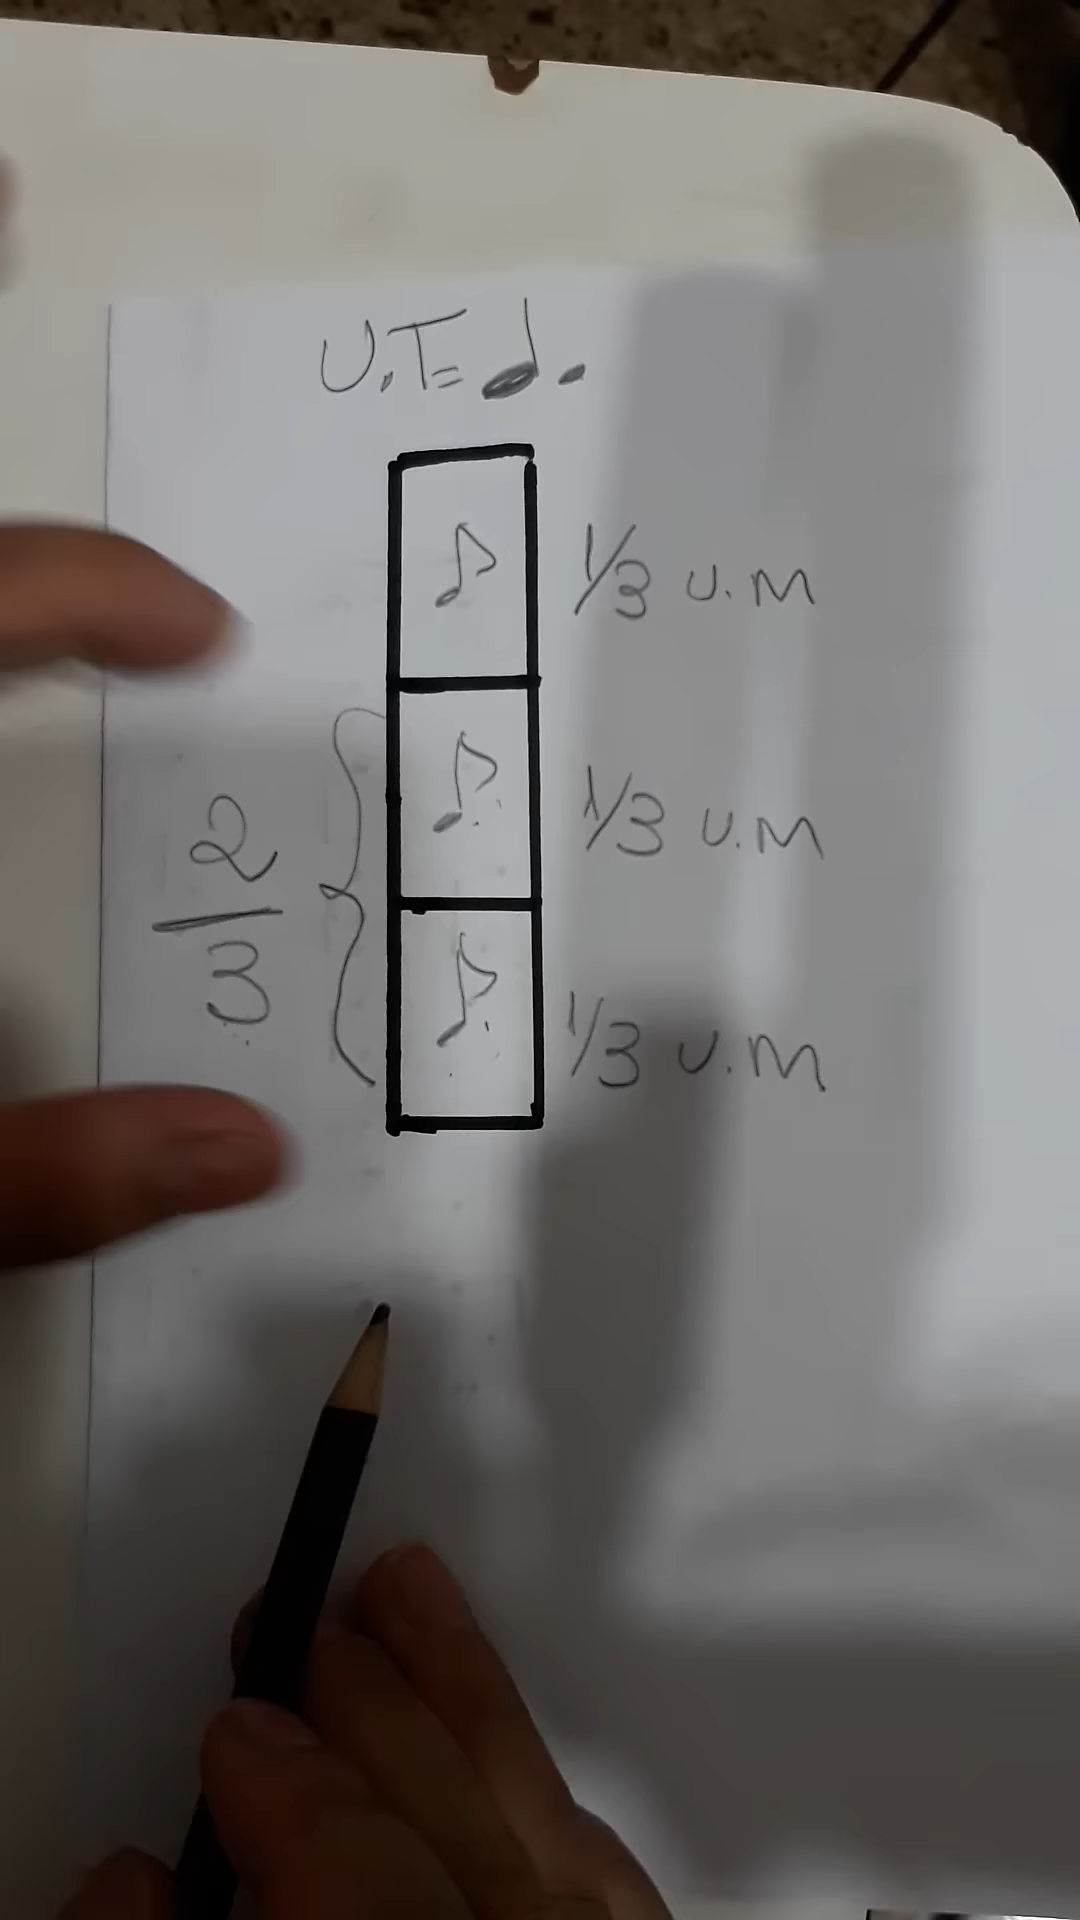 U.T= 𝅘𝅥.
♪ 1/3 U.M
♪ 1/3 U.M
2/3
♪ 1/3 U.M